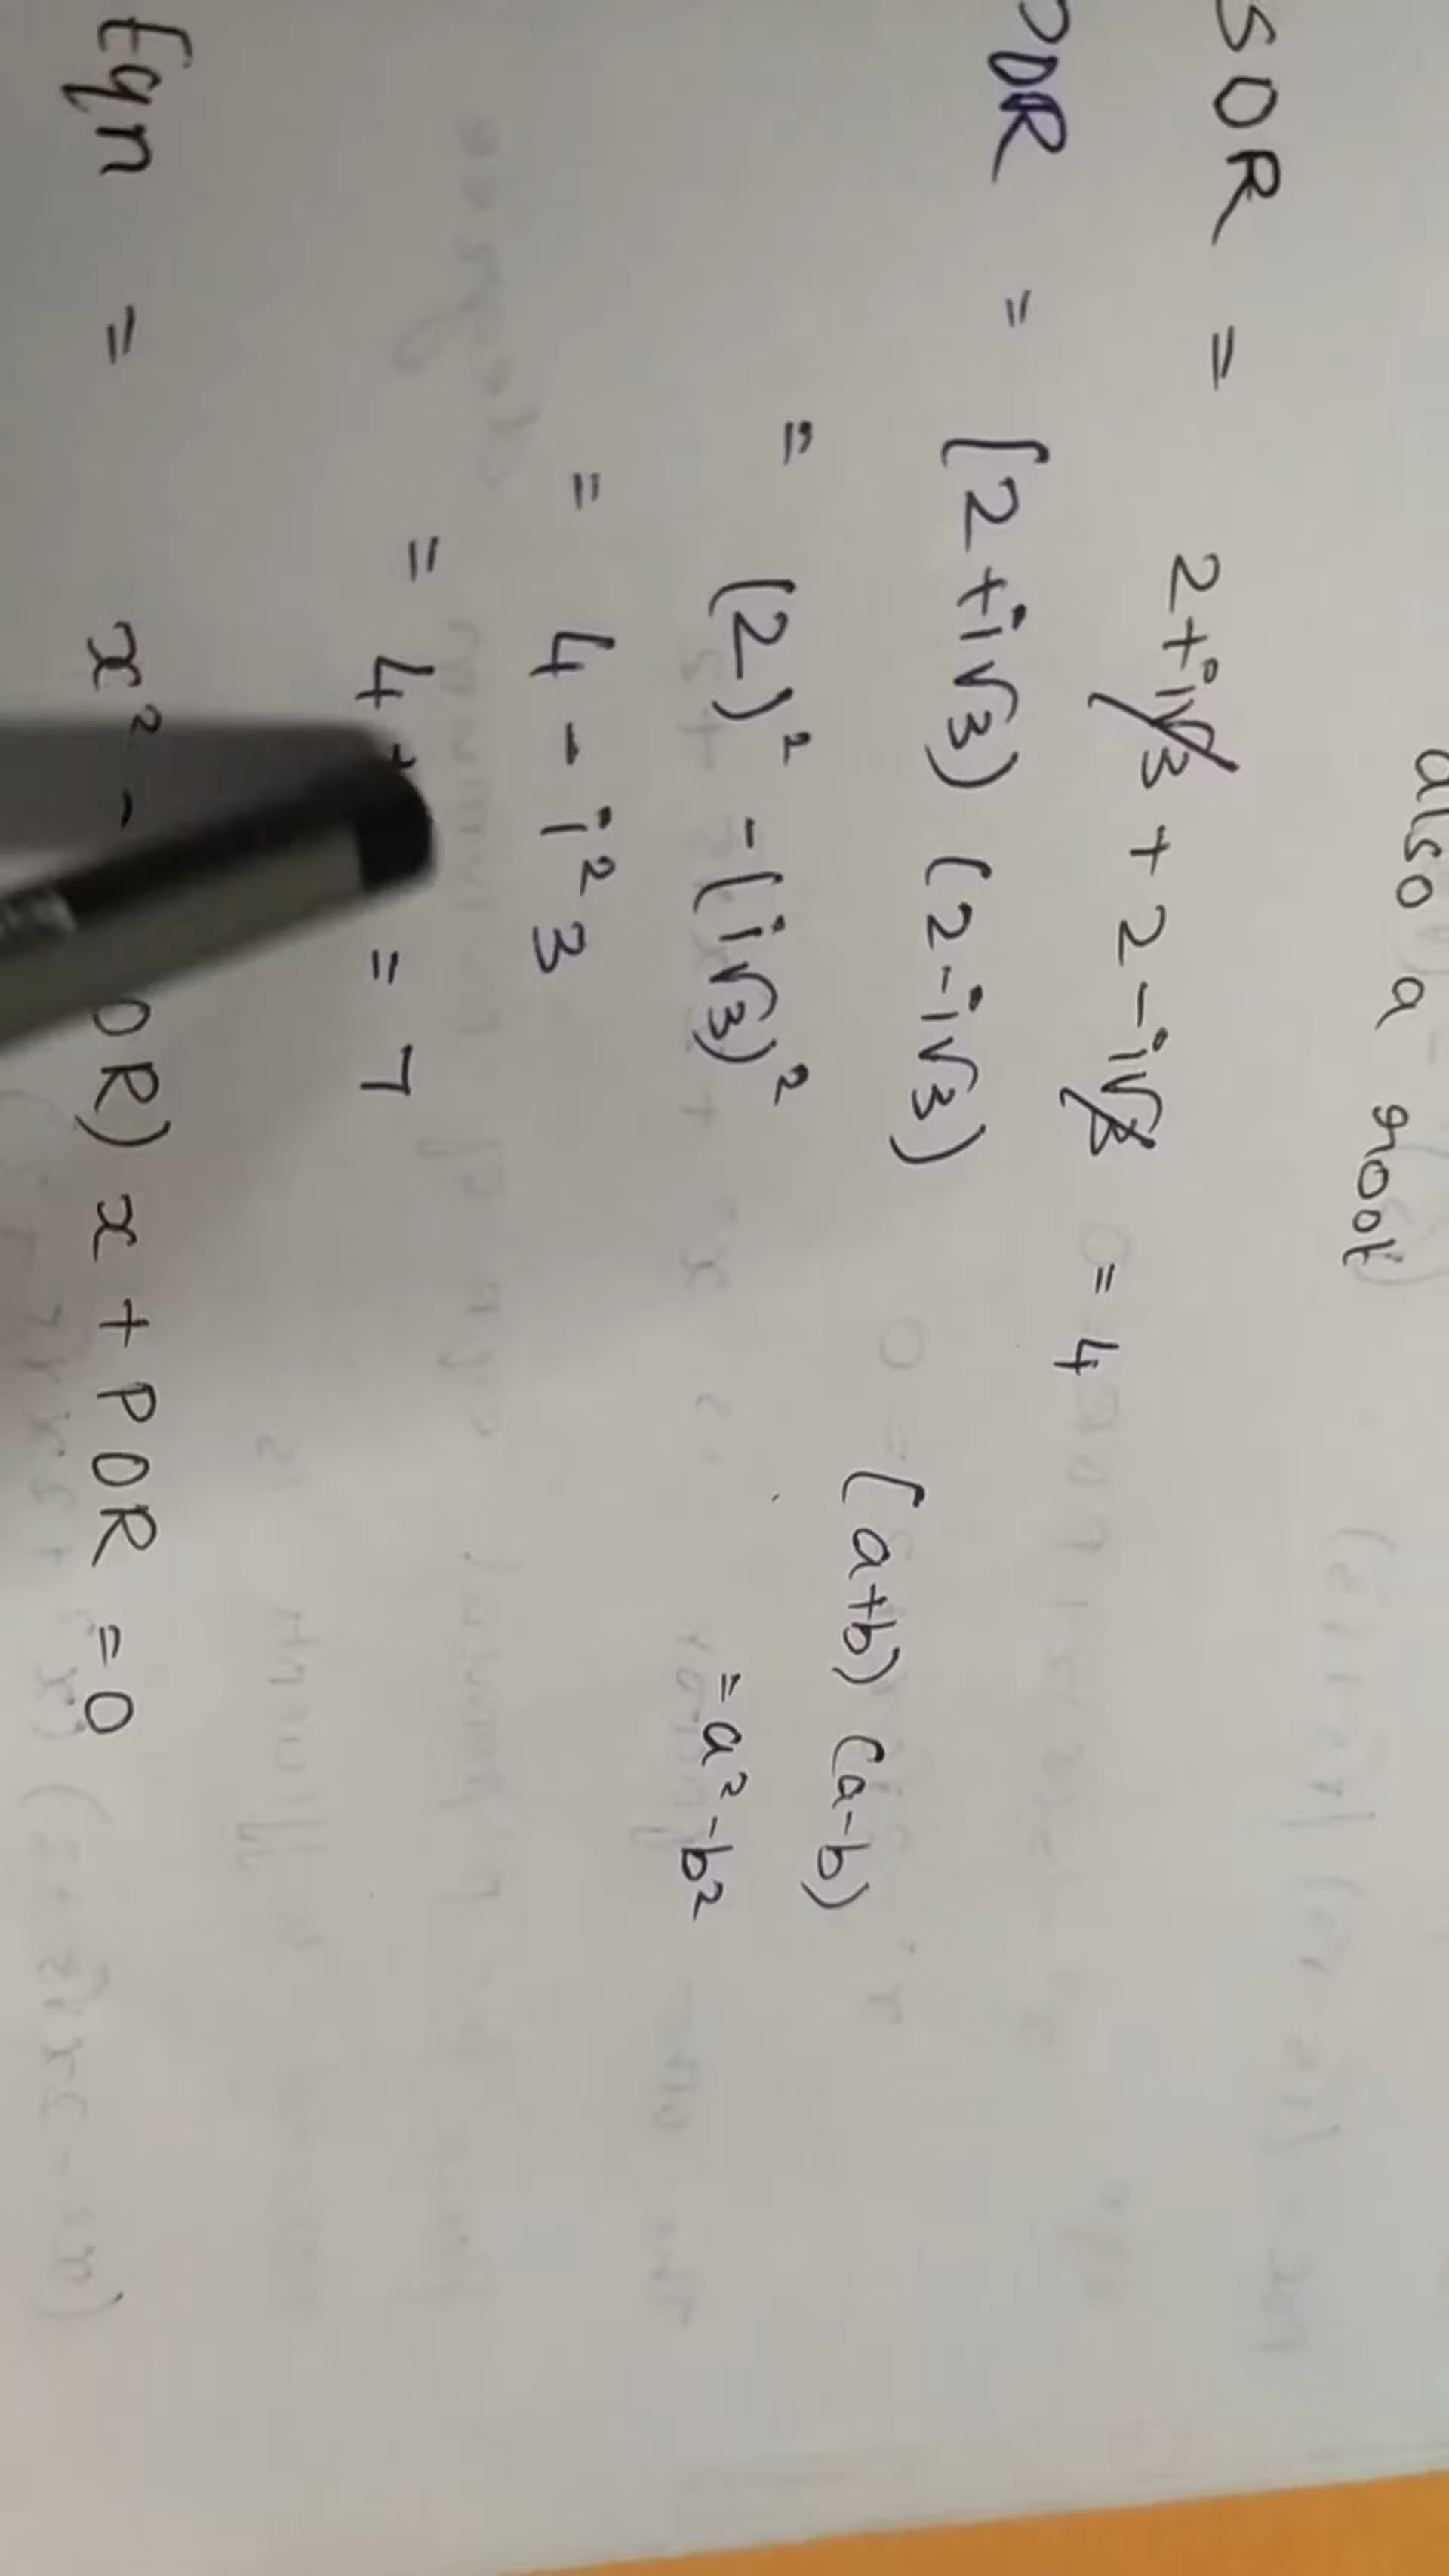 also a root
SOR = 2+i√3 + 2-i√3 = 4
POR = (2+i√3) (2-i√3)
(a+b) (a-b)
= (2)² - (i√3)²
= a² - b²
= 4 - i² 3
= 4 + = 7
Eqn = x² - OR) x + POR = 0